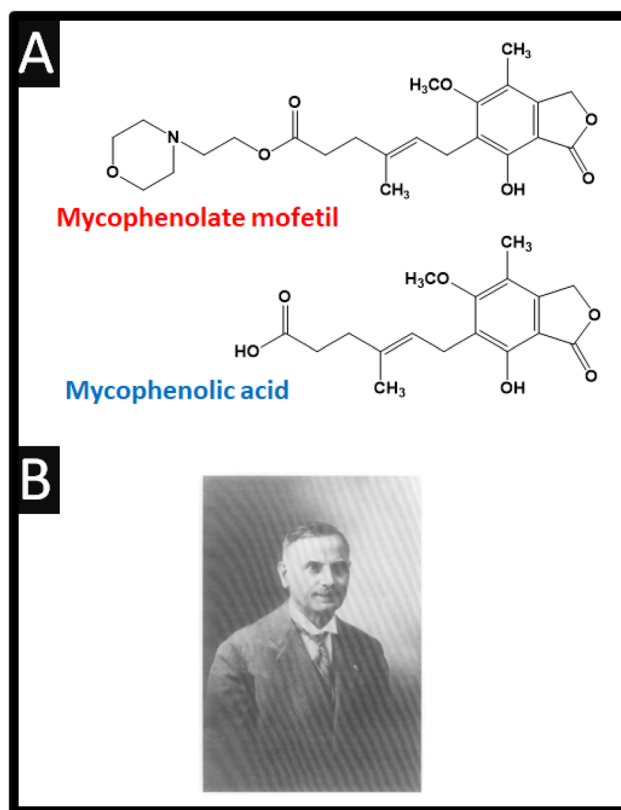 A
O
H₃CO
CH₃
O
N
O
O
CH₃
OH
O
Mycophenolate mofetil
CH₃
O
H₃CO
O
HO
CH₃
OH
O
Mycophenolic acid
B